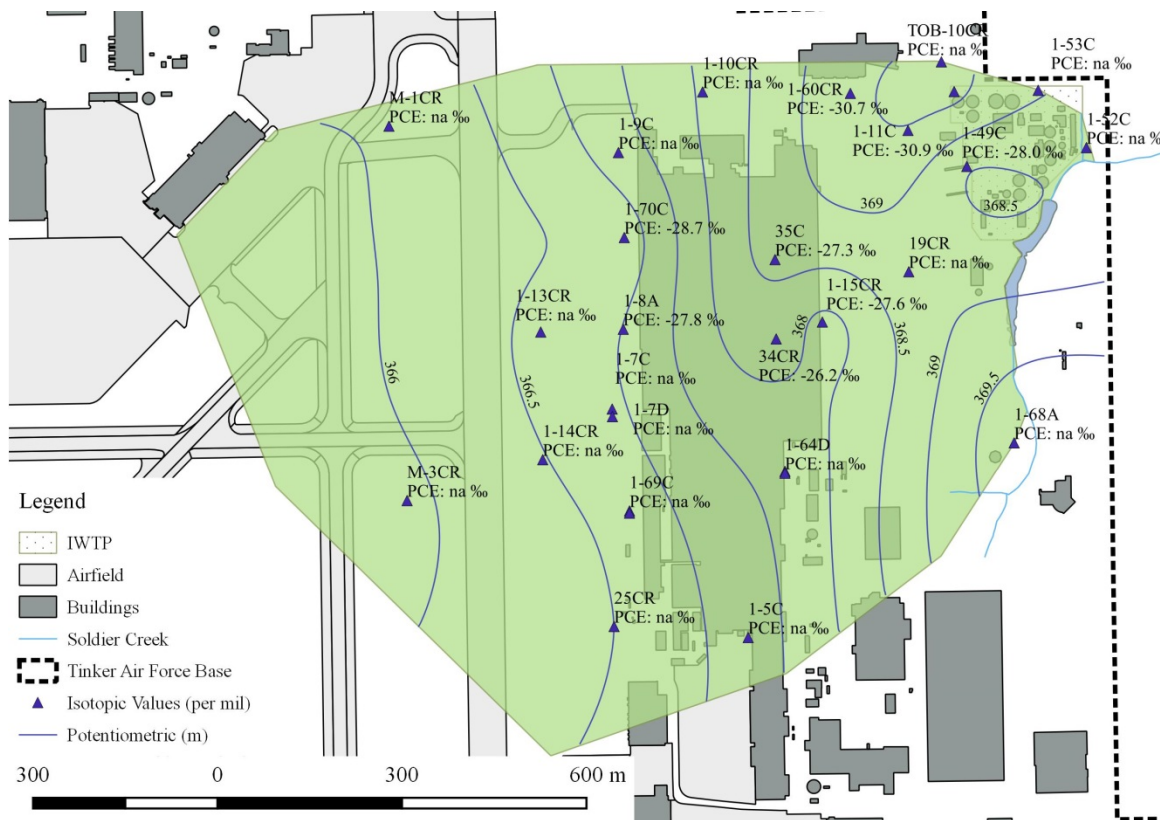 TOB-10CR
PCE: na ‰
1-53C
PCE: na ‰
1-10CR
PCE: na ‰
1-60CR
PCE: -30.7 ‰
M-1CR
PCE: na ‰
1-9C
PCE: na ‰
1-11C
PCE: -30.9 ‰
1-49C
PCE: -28.0 ‰
1-52C
PCE: na ‰
369
368.5
1-70C
PCE: -28.7 ‰
35C
PCE: -27.3 ‰
19CR
PCE: na ‰
1-15CR
PCE: -27.6 ‰
1-13CR
PCE: na ‰
1-8A
PCE: -27.8 ‰
368
368.5
34CR
PCE: -26.2 ‰
366
366.5
369
369.5
1-7C
PCE: na ‰
1-7D
PCE: na ‰
1-68A
PCE: na ‰
1-14CR
PCE: na ‰
1-64D
PCE: na ‰
M-3CR
PCE: na ‰
1-69C
PCE: na ‰
25CR
PCE: na ‰
1-5C
PCE: na ‰
Legend
IWTP
Airfield
Buildings
Soldier Creek
Tinker Air Force Base
Isotopic Values (per mil)
Potentiometric (m)
300 0 300 600 m